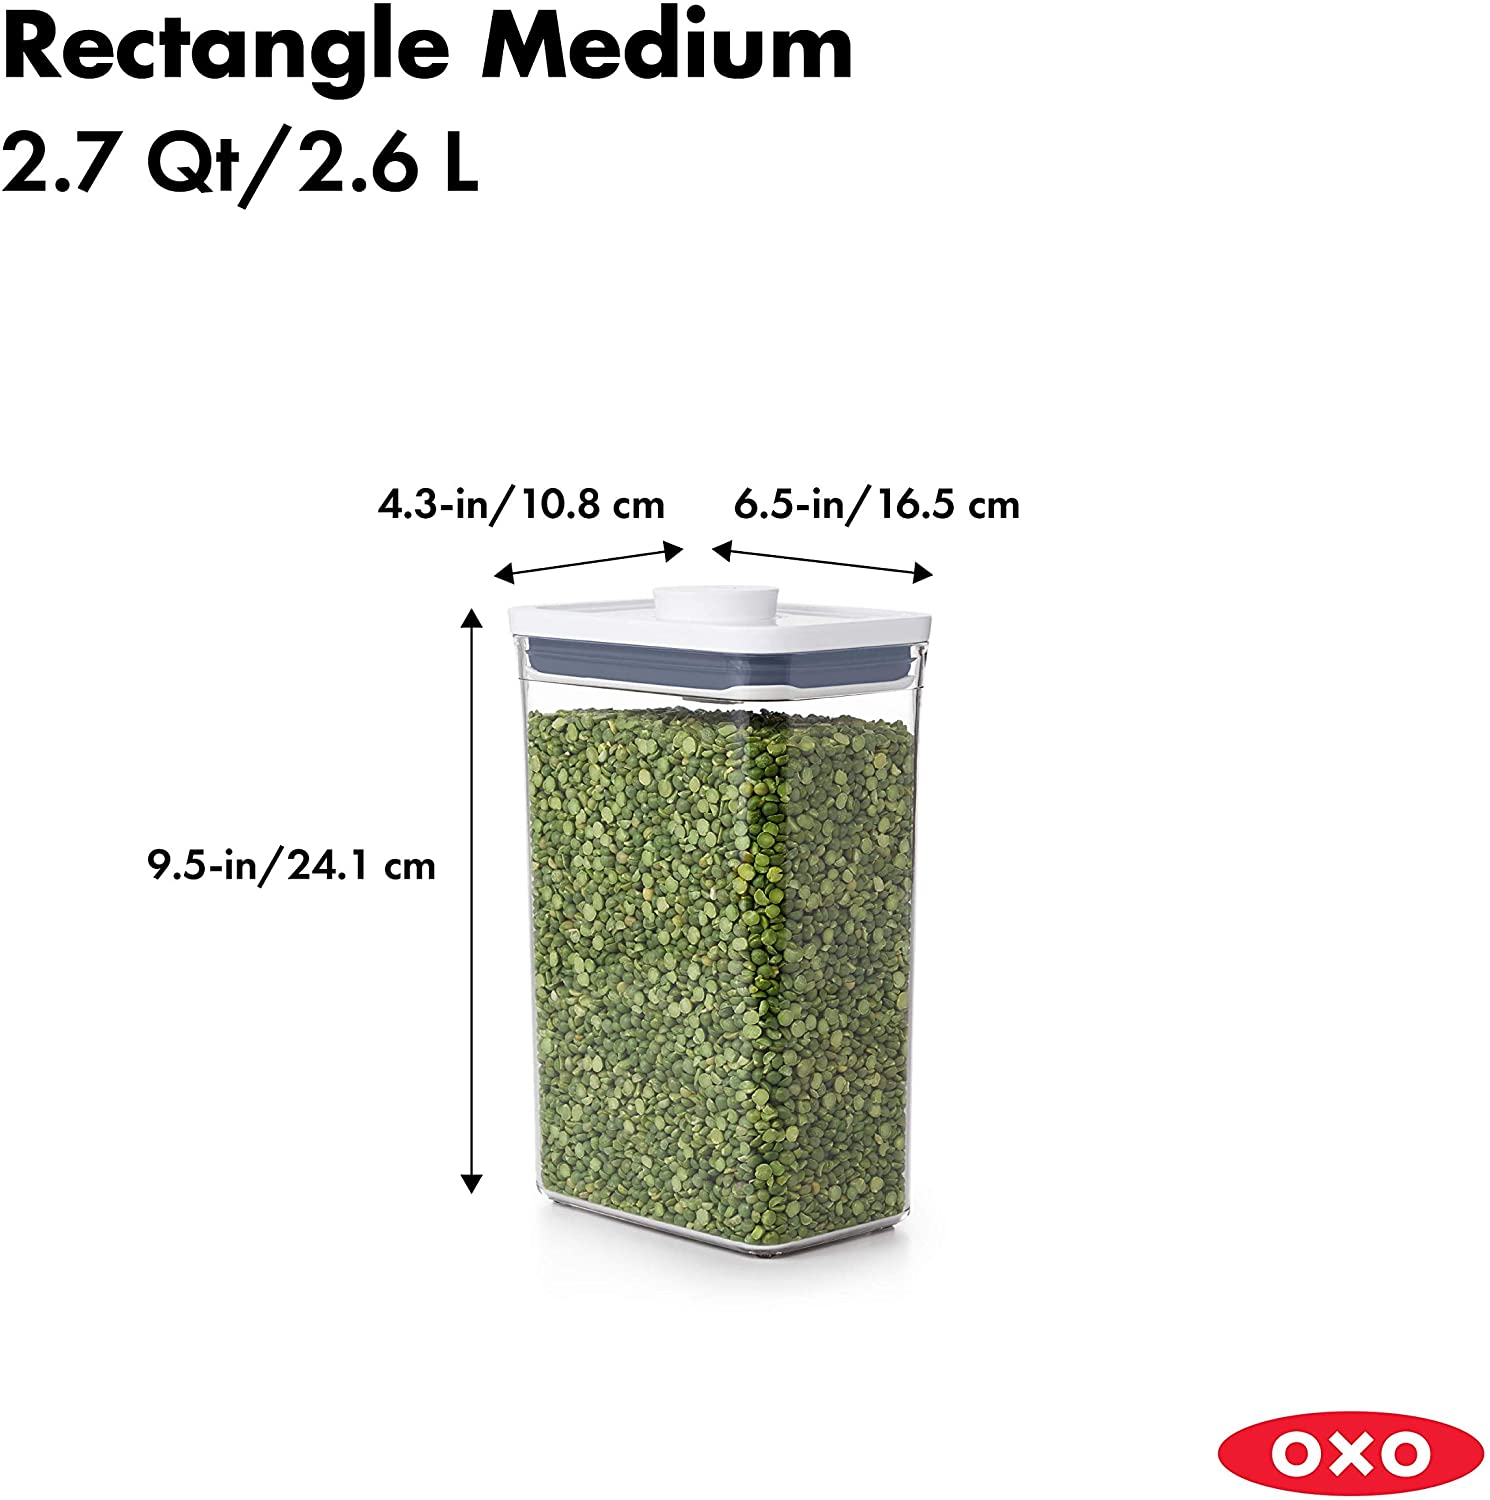 Rectangle Medium
2.7 Qt/2.6 L
4.3-in/10.8 cm
6.5-in/16.5 cm
9.5-in/24.1 cm
OXO